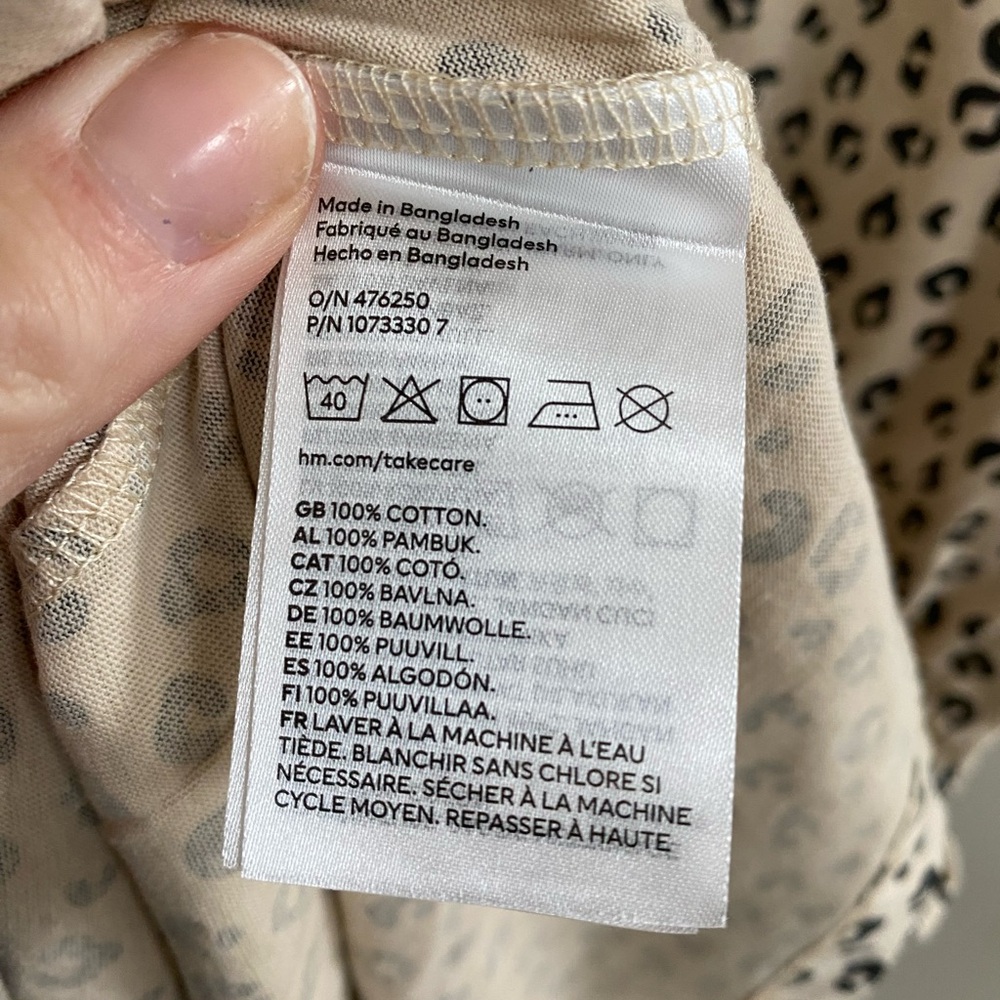 Made in Bangladesh
Fabriqué au Bangladesh
Hecho en Bangladesh
O/N 476250
P/N 1073330 7
40
hm.com/takecare
GB 100% COTTON.
AL 100% PAMBUK.
CAT 100% COTÓ.
CZ 100% BAVLNA.
DE 100% BAUMWOLLE.
EE 100% PUUVILL.
ES 100% ALGODÓN.
FI 100% PUUVILLAA.
FR LAVER À LA MACHINE À L'EAU
TIÈDE. BLANCHIR SANS CHLORE SI
NÉCESSAIRE. SÉCHER À LA MACHINE
CYCLE MOYEN. REPASSER À HAUTE